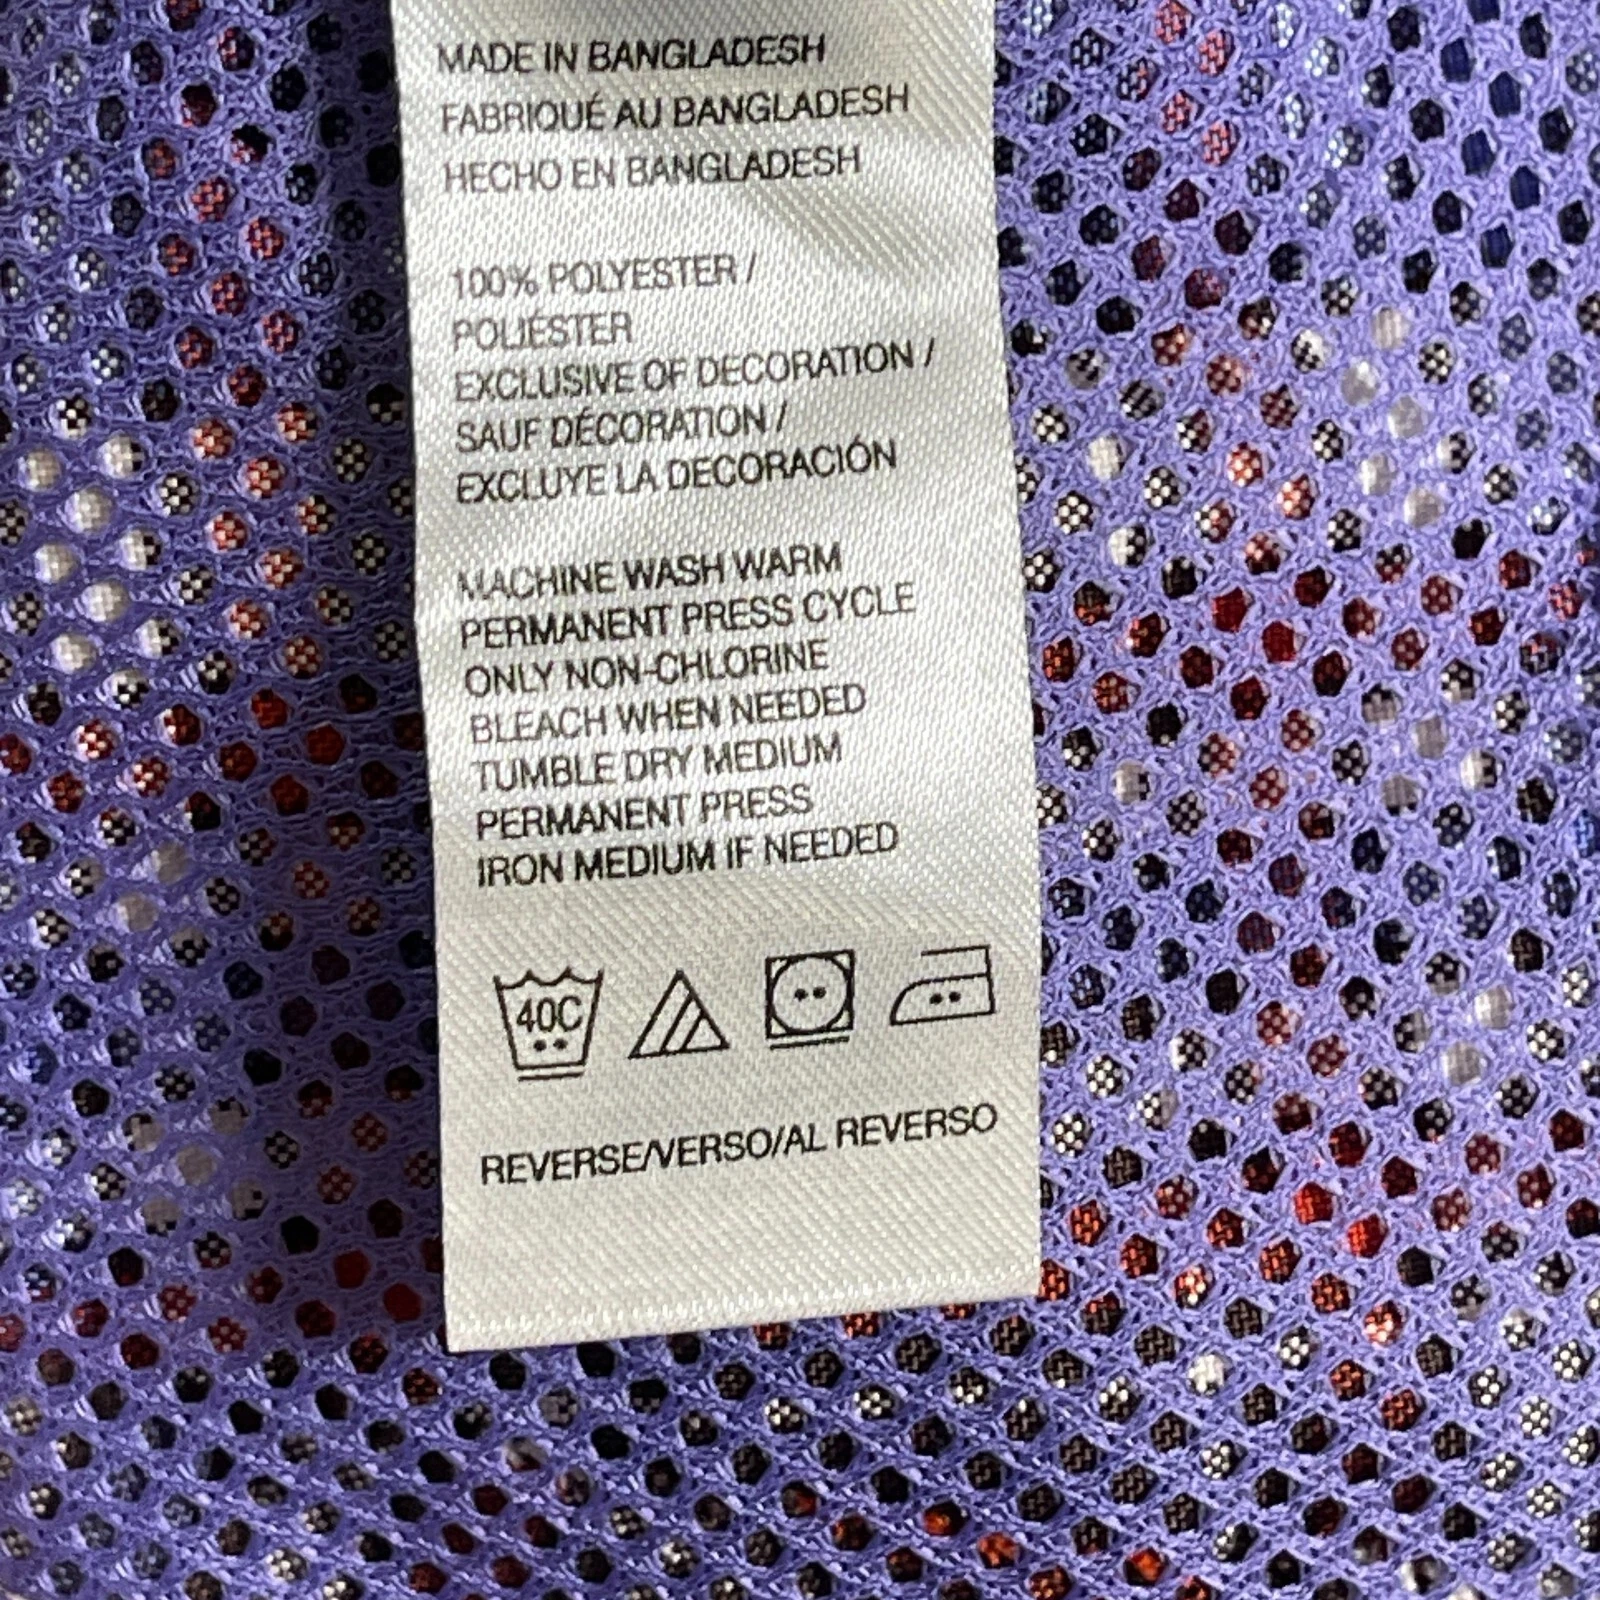 MADE IN BANGLADESH
FABRIQUÉ AU BANGLADESH
HECHO EN BANGLADESH
100% POLYESTER /
POLIÉSTER
EXCLUSIVE OF DECORATION /
SAUF DÉCORATION /
EXCLUYE LA DECORACIÓN
MACHINE WASH WARM
PERMANENT PRESS CYCLE
ONLY NON-CHLORINE
BLEACH WHEN NEEDED
TUMBLE DRY MEDIUM
PERMANENT PRESS
IRON MEDIUM IF NEEDED
40C
REVERSE/VERSO/AL REVERSO